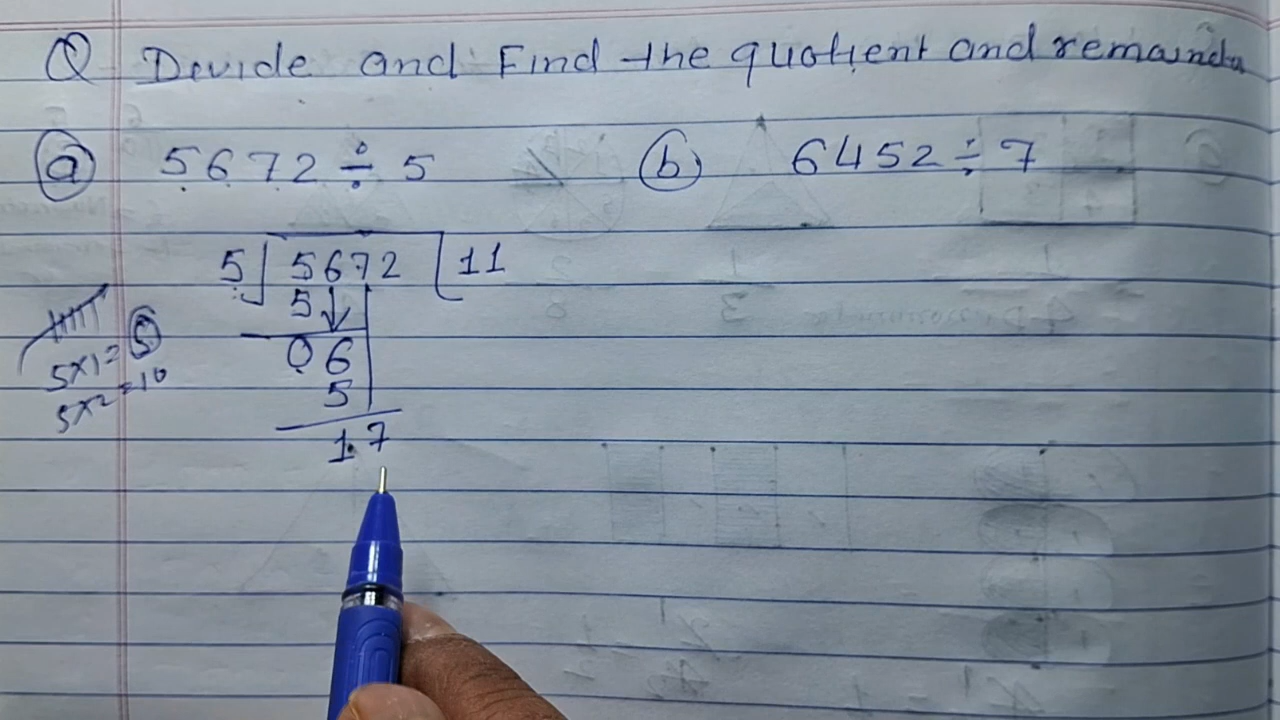 Q Devide and Find the quotient and remainder
(a) 5672 ÷ 5 (b) 6452 ÷ 7
5 5672 11
5
06
5
17
5×1=5
5×2=10